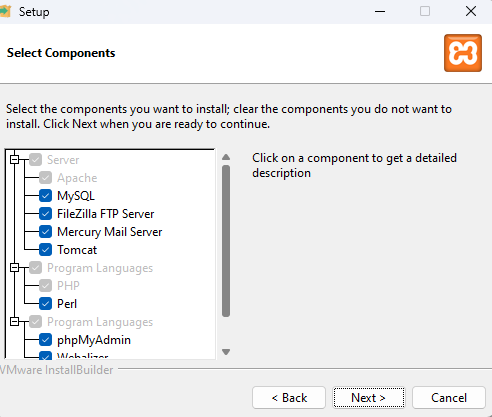 Setup
Select Components
Select the components you want to install; clear the components you do not want to
install. Click Next when you are ready to continue.
Server
Apache
MySQL
FileZilla FTP Server
Mercury Mail Server
Tomcat
Program Languages
PHP
Perl
Program Languages
phpMyAdmin
Webalizer
Click on a component to get a detailed
description
VMware InstallBuilder
< Back
Next >
Cancel